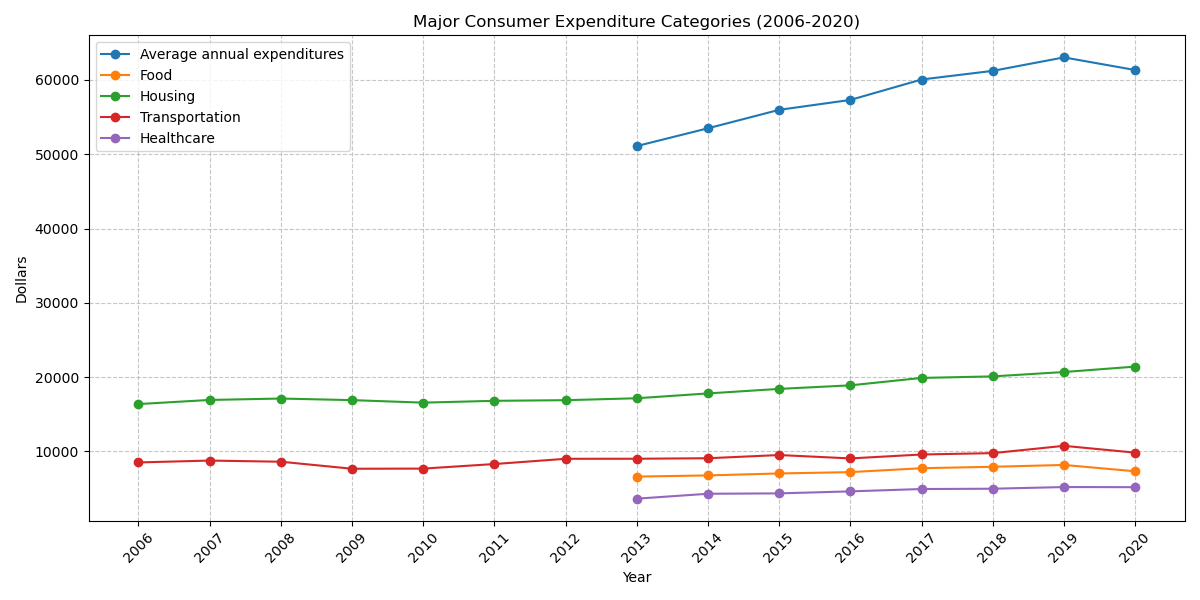 Major Consumer Expenditure Categories (2006-2020)
Average annual expenditures
Food
Housing
Transportation
Healthcare
60000
50000
40000
30000
20000
10000
Dollars
2006
2007
2008
2009
2010
2011
2012
2013
2014
2015
2016
2017
2018
2019
2020
Year